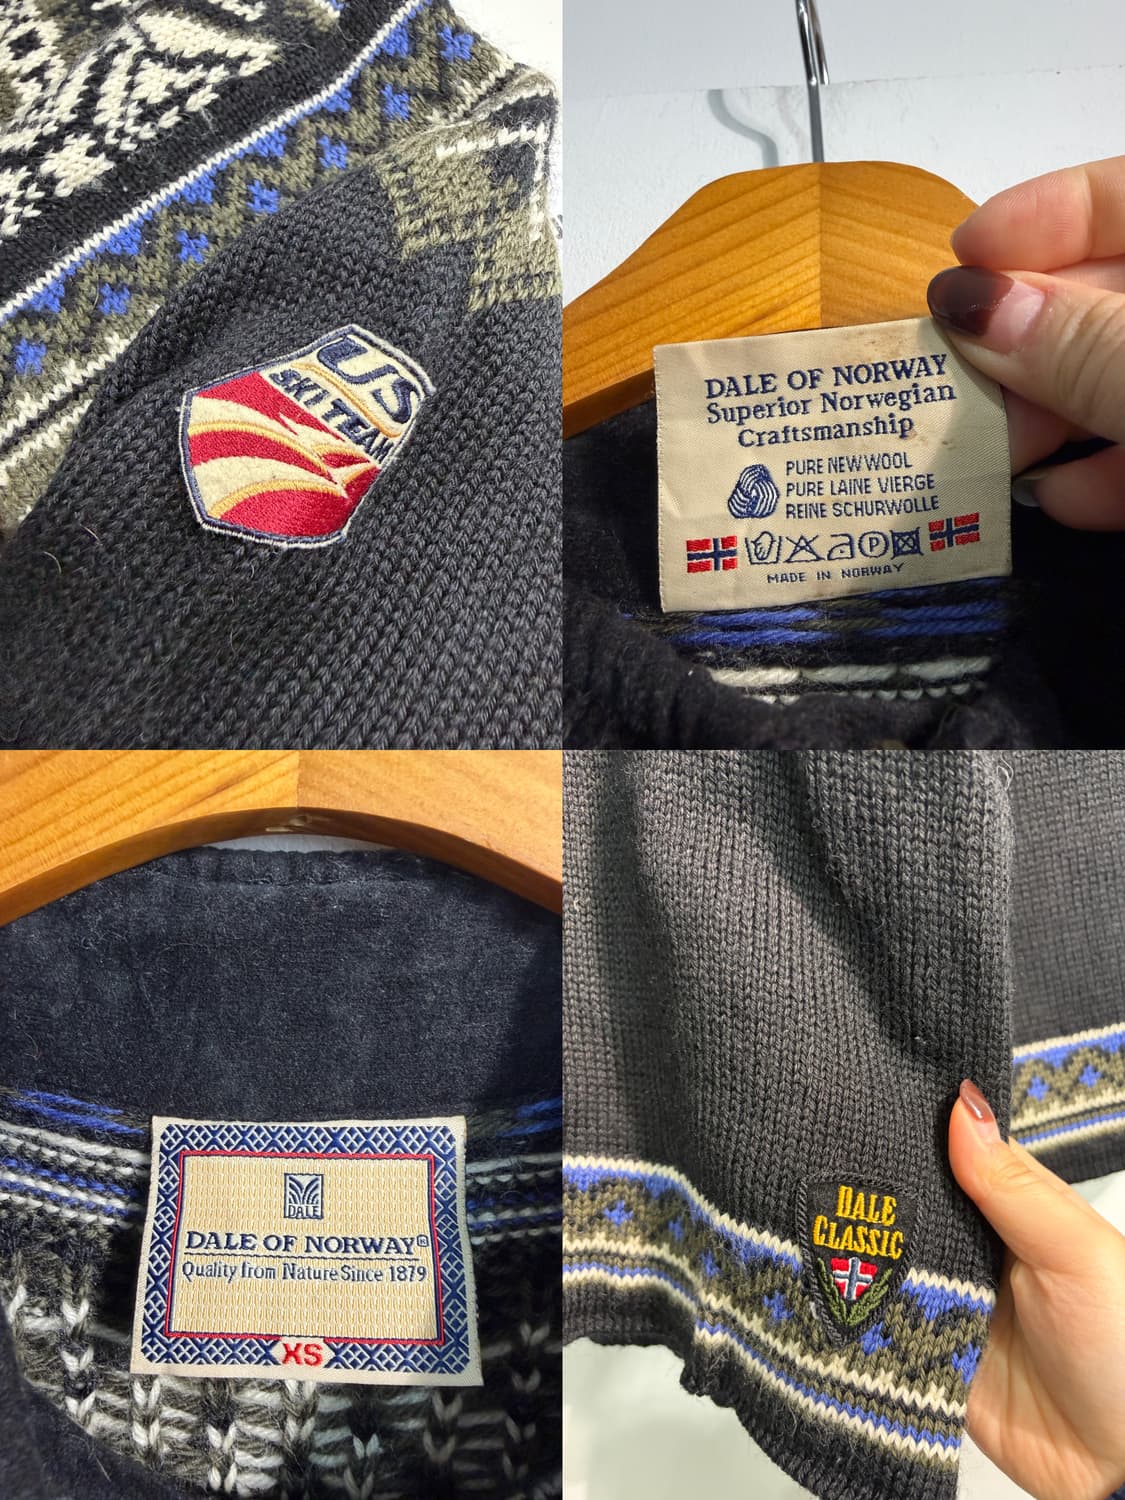 US
SKI TEAM
DALE OF NORWAY
Superior Norwegian
Craftsmanship
PURE NEW WOOL
PURE LAINE VIERGE
REINE SCHURWOLLE
P
MADE IN NORWAY
DALE
DALE OF NORWAY®
Quality from Nature Since 1879
XS
DALE
CLASSIC